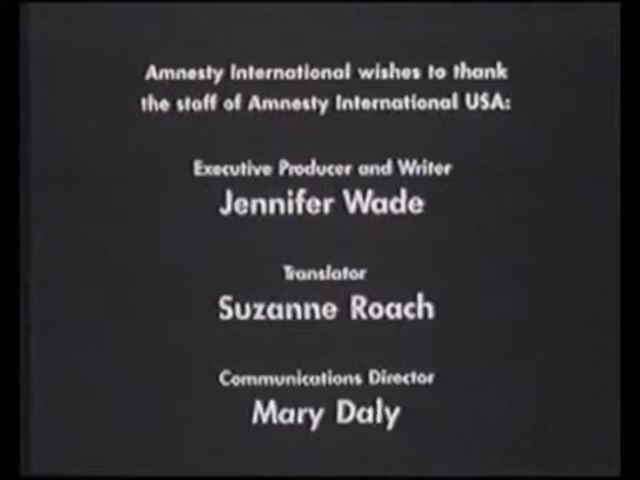 Amnesty International wishes to thank
the staff of Amnesty International USA:
Executive Producer and Writer
Jennifer Wade
Translator
Suzanne Roach
Communications Director
Mary Daly